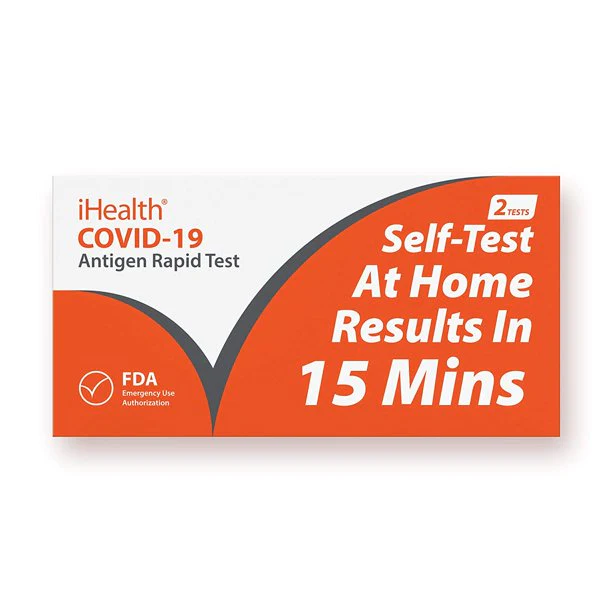 iHealth®
COVID-19
Antigen Rapid Test
FDA
Emergency Use
Authorization
2 TESTS
Self-Test
At Home
Results In
15 Mins